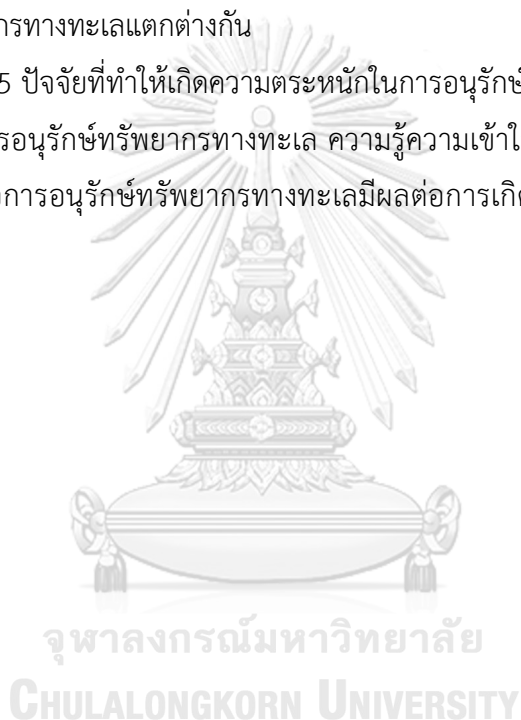 กรทางทะเลแตกต่างกัน
5 ปัจจัยที่ทำให้เกิดความตระหนักในการอนุรักษ์
รอนุรักษ์ทรัพยากรทางทะเล ความรู้ความเข้าใ
อการอนุรักษ์ทรัพยากรทางทะเลมีผลต่อการเกิด
จุฬาลงกรณ์มหาวิทยาลัย
CHULALONGKORN UNIVERSITY